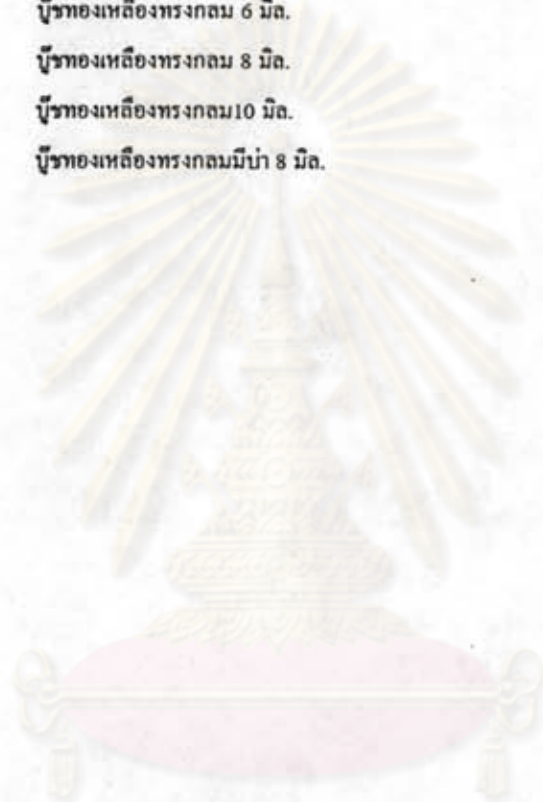 บู๊ชทองเหลืองทรงกลม 6 มิล.
บู๊ชทองเหลืองทรงกลม 8 มิล.
บู๊ชทองเหลืองทรงกลม10 มิล.
บู๊ชทองเหลืองทรงกลมมีบ่า 8 มิล.